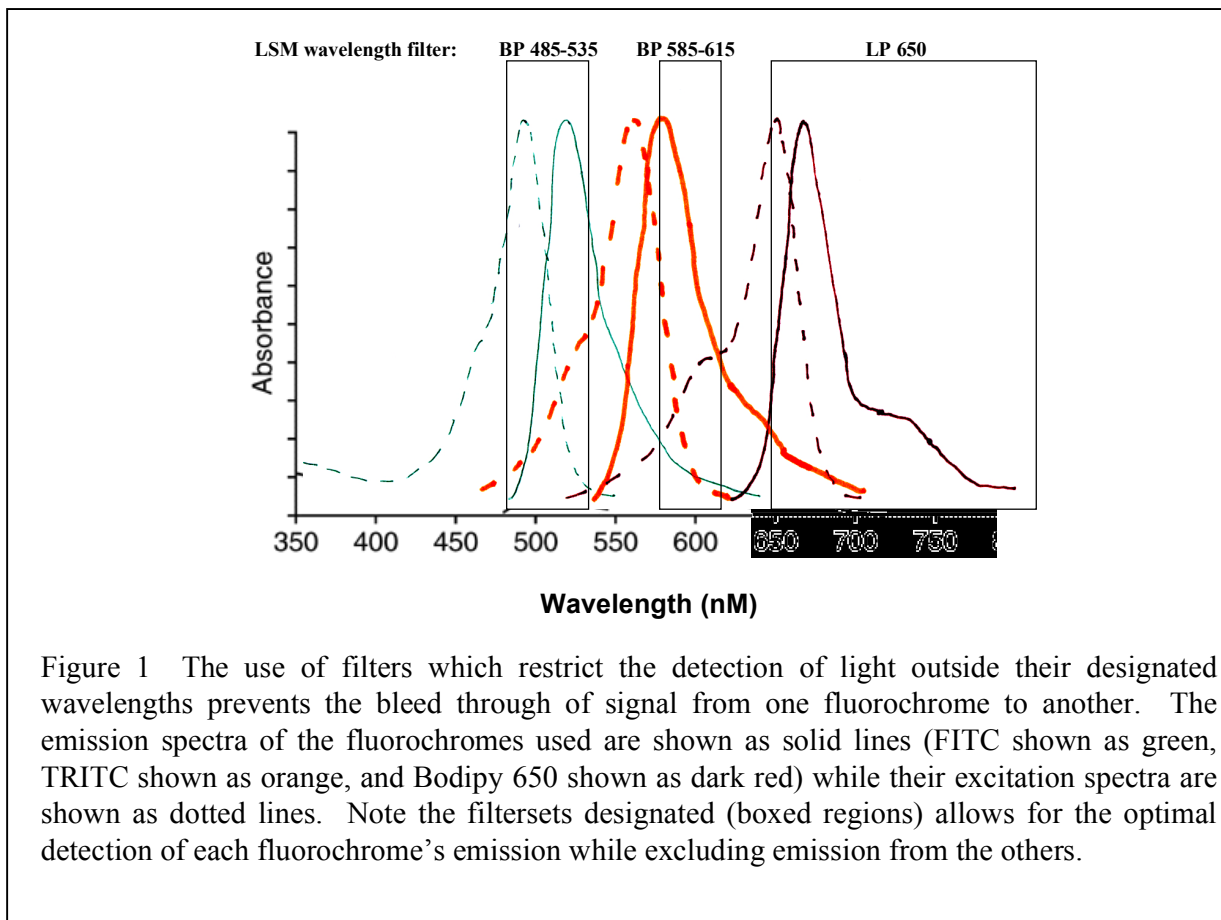 LSM wavelength filter: BP 485-535 BP 585-615 LP 650
Absorbance
350 400 450 500 550 600 650 700 750 8
Wavelength (nM)
Figure 1 The use of filters which restrict the detection of light outside their designated
wavelengths prevents the bleed through of signal from one fluorochrome to another. The
emission spectra of the fluorochromes used are shown as solid lines (FITC shown as green,
TRITC shown as orange, and Bodipy 650 shown as dark red) while their excitation spectra are
shown as dotted lines. Note the filtersets designated (boxed regions) allows for the optimal
detection of each fluorochrome's emission while excluding emission from the others.